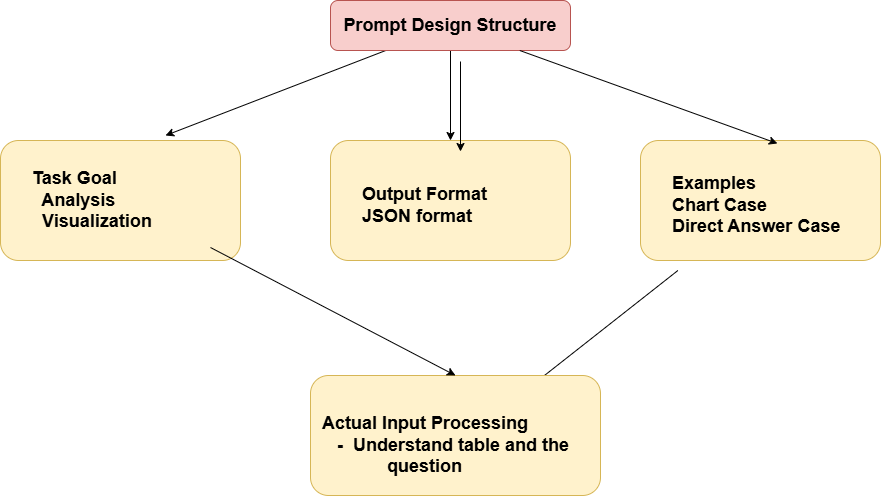 Prompt Design Structure
Task Goal
Analysis
Visualization
Output Format
JSON format
Examples
Chart Case
Direct Answer Case
Actual Input Processing
- Understand table and the
question